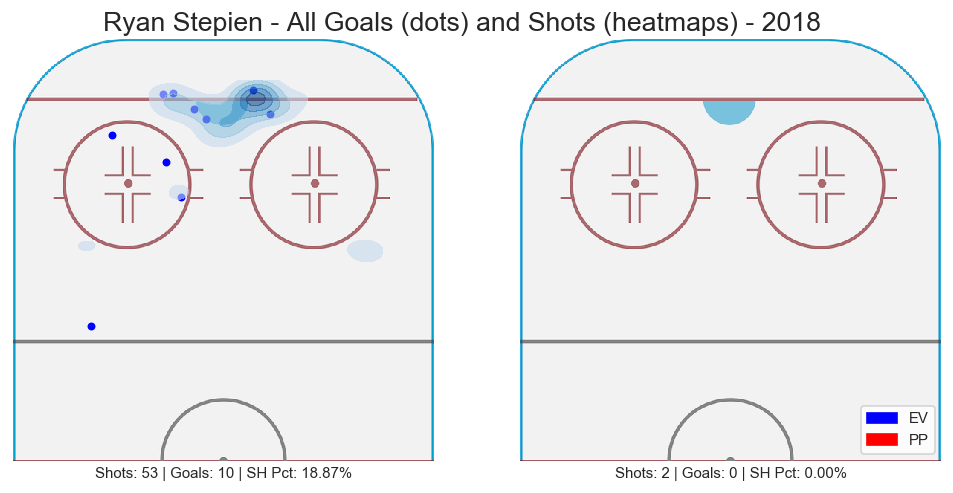 Ryan Stepien - All Goals (dots) and Shots (heatmaps) - 2018
EV
PP
Shots: 53 | Goals: 10 | SH Pct: 18.87%
Shots: 2 | Goals: 0 | SH Pct: 0.00%